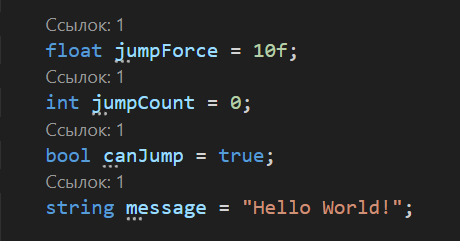 Ссылок: 1
float jumpForce = 10f;
Ссылок: 1
int jumpCount = 0;
Ссылок: 1
bool canJump = true;
Ссылок: 1
string message = "Hello World!";